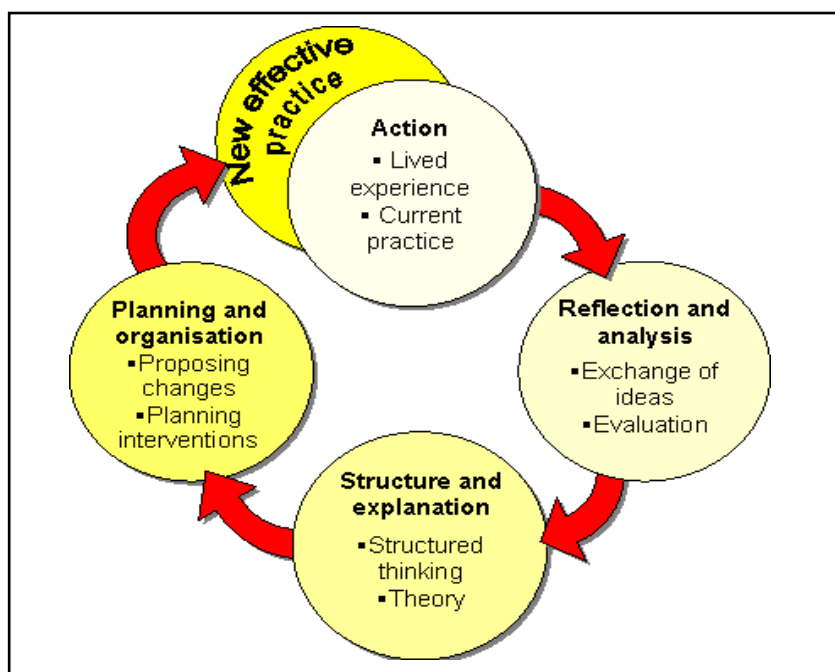 New effective
practice
Action
▪ Lived
experience
▪ Current
practice
Reflection and
analysis
▪Exchange of
ideas
▪Evaluation
Structure and
explanation
▪Structured
thinking
▪Theory
Planning and
organisation
▪Proposing
changes
▪Planning
interventions